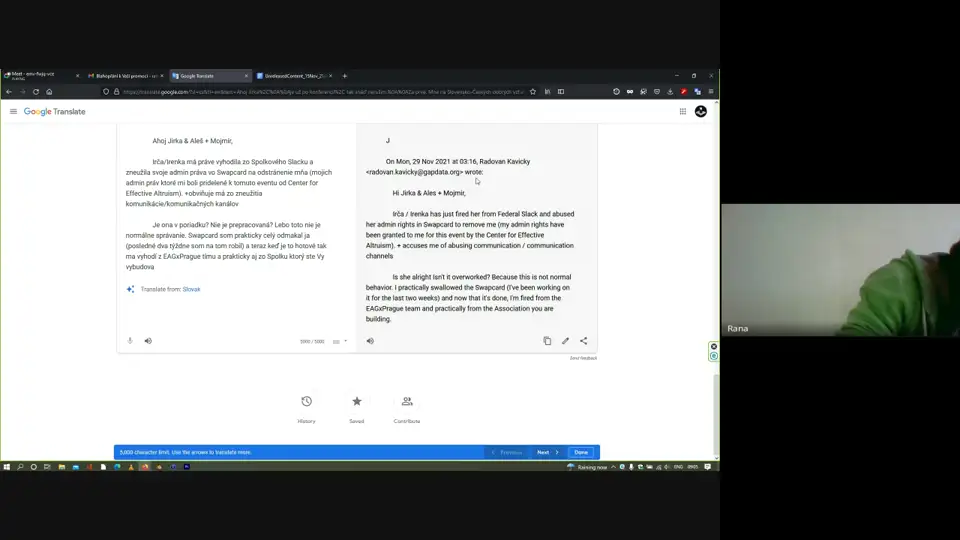 Google Translate
Google Translate
Ahoj Jirka & Aleš + Mojmir,
Irča/Irenka má práve vyhodila zo Spolkového Slacku a
zneužila svoje admin práva vo Swapcard na odstránenie mňa (mojich
admin práv ktoré mi boli pridelené k tomuto eventu od Center for
Effective Altruism). +obviňuje má zo zneužitia
komunikácie/komunikačných kanálov
Je ona v poriadku? Nie je prepracovaná? Lebo toto nie je
normálne správanie. Swapcard som prakticky celý odmakal ja
(posledné dva týždne som na tom robil) a teraz keď je to hotové tak
ma vyhodí z EAGxPrague tímu a prakticky aj zo Spolku ktorý ste Vy
vybudova
Translate from: Slovak
5000 / 5000
J
On Mon, 29 Nov 2021 at 03:16, Radovan Kavicky
<radovan.kavicky@gapdata.org> wrote:
Hi Jirka & Ales + Mojmir,
Irča / Irenka has just fired her from Federal Slack and abused
her admin rights in Swapcard to remove me (my admin rights have
been granted to me for this event by the Center for Effective
Altruism). + accuses me of abusing communication / communication
channels
Is she alright Isn't it overworked? Because this is not normal
behavior. I practically swallowed the Swapcard (I've been working on
it for the last two weeks) and now that it's done, I'm fired from the
EAGxPrague team and practically from the Association you are
building.
Send feedback
History
Saved
Contribute
5,000 character limit. Use the arrows to translate more.
Previous
Next
Done
Raining now
ENG
Rana